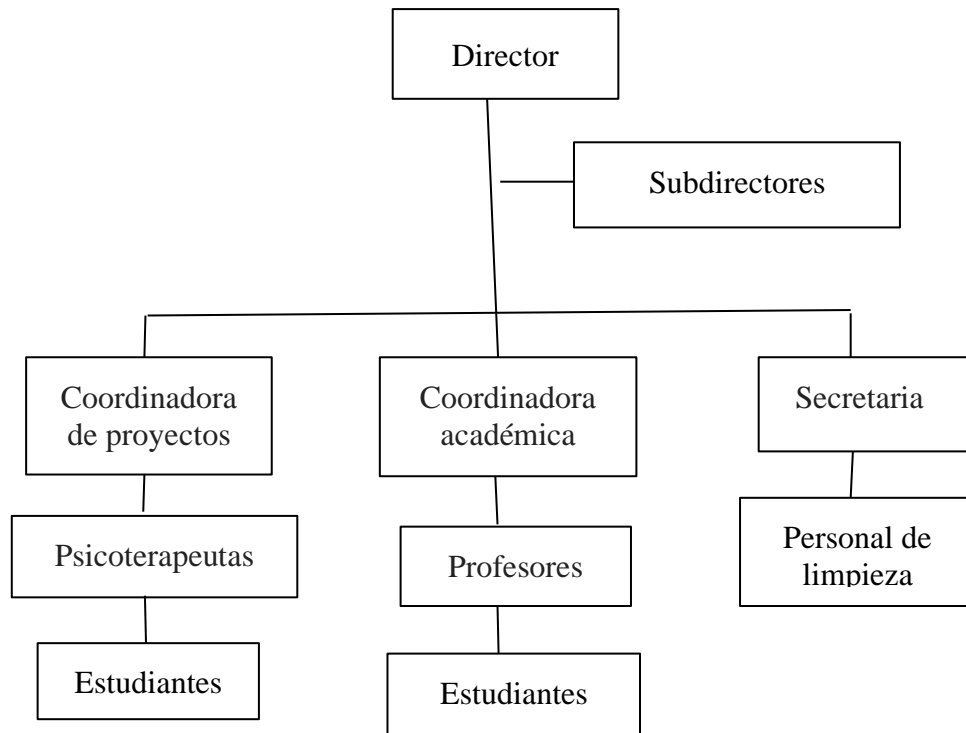 Director
Subdirectores
Coordinadora
de proyectos
Coordinadora
académica
Secretaria
Psicoterapeutas
Profesores
Personal de
limpieza
Estudiantes
Estudiantes